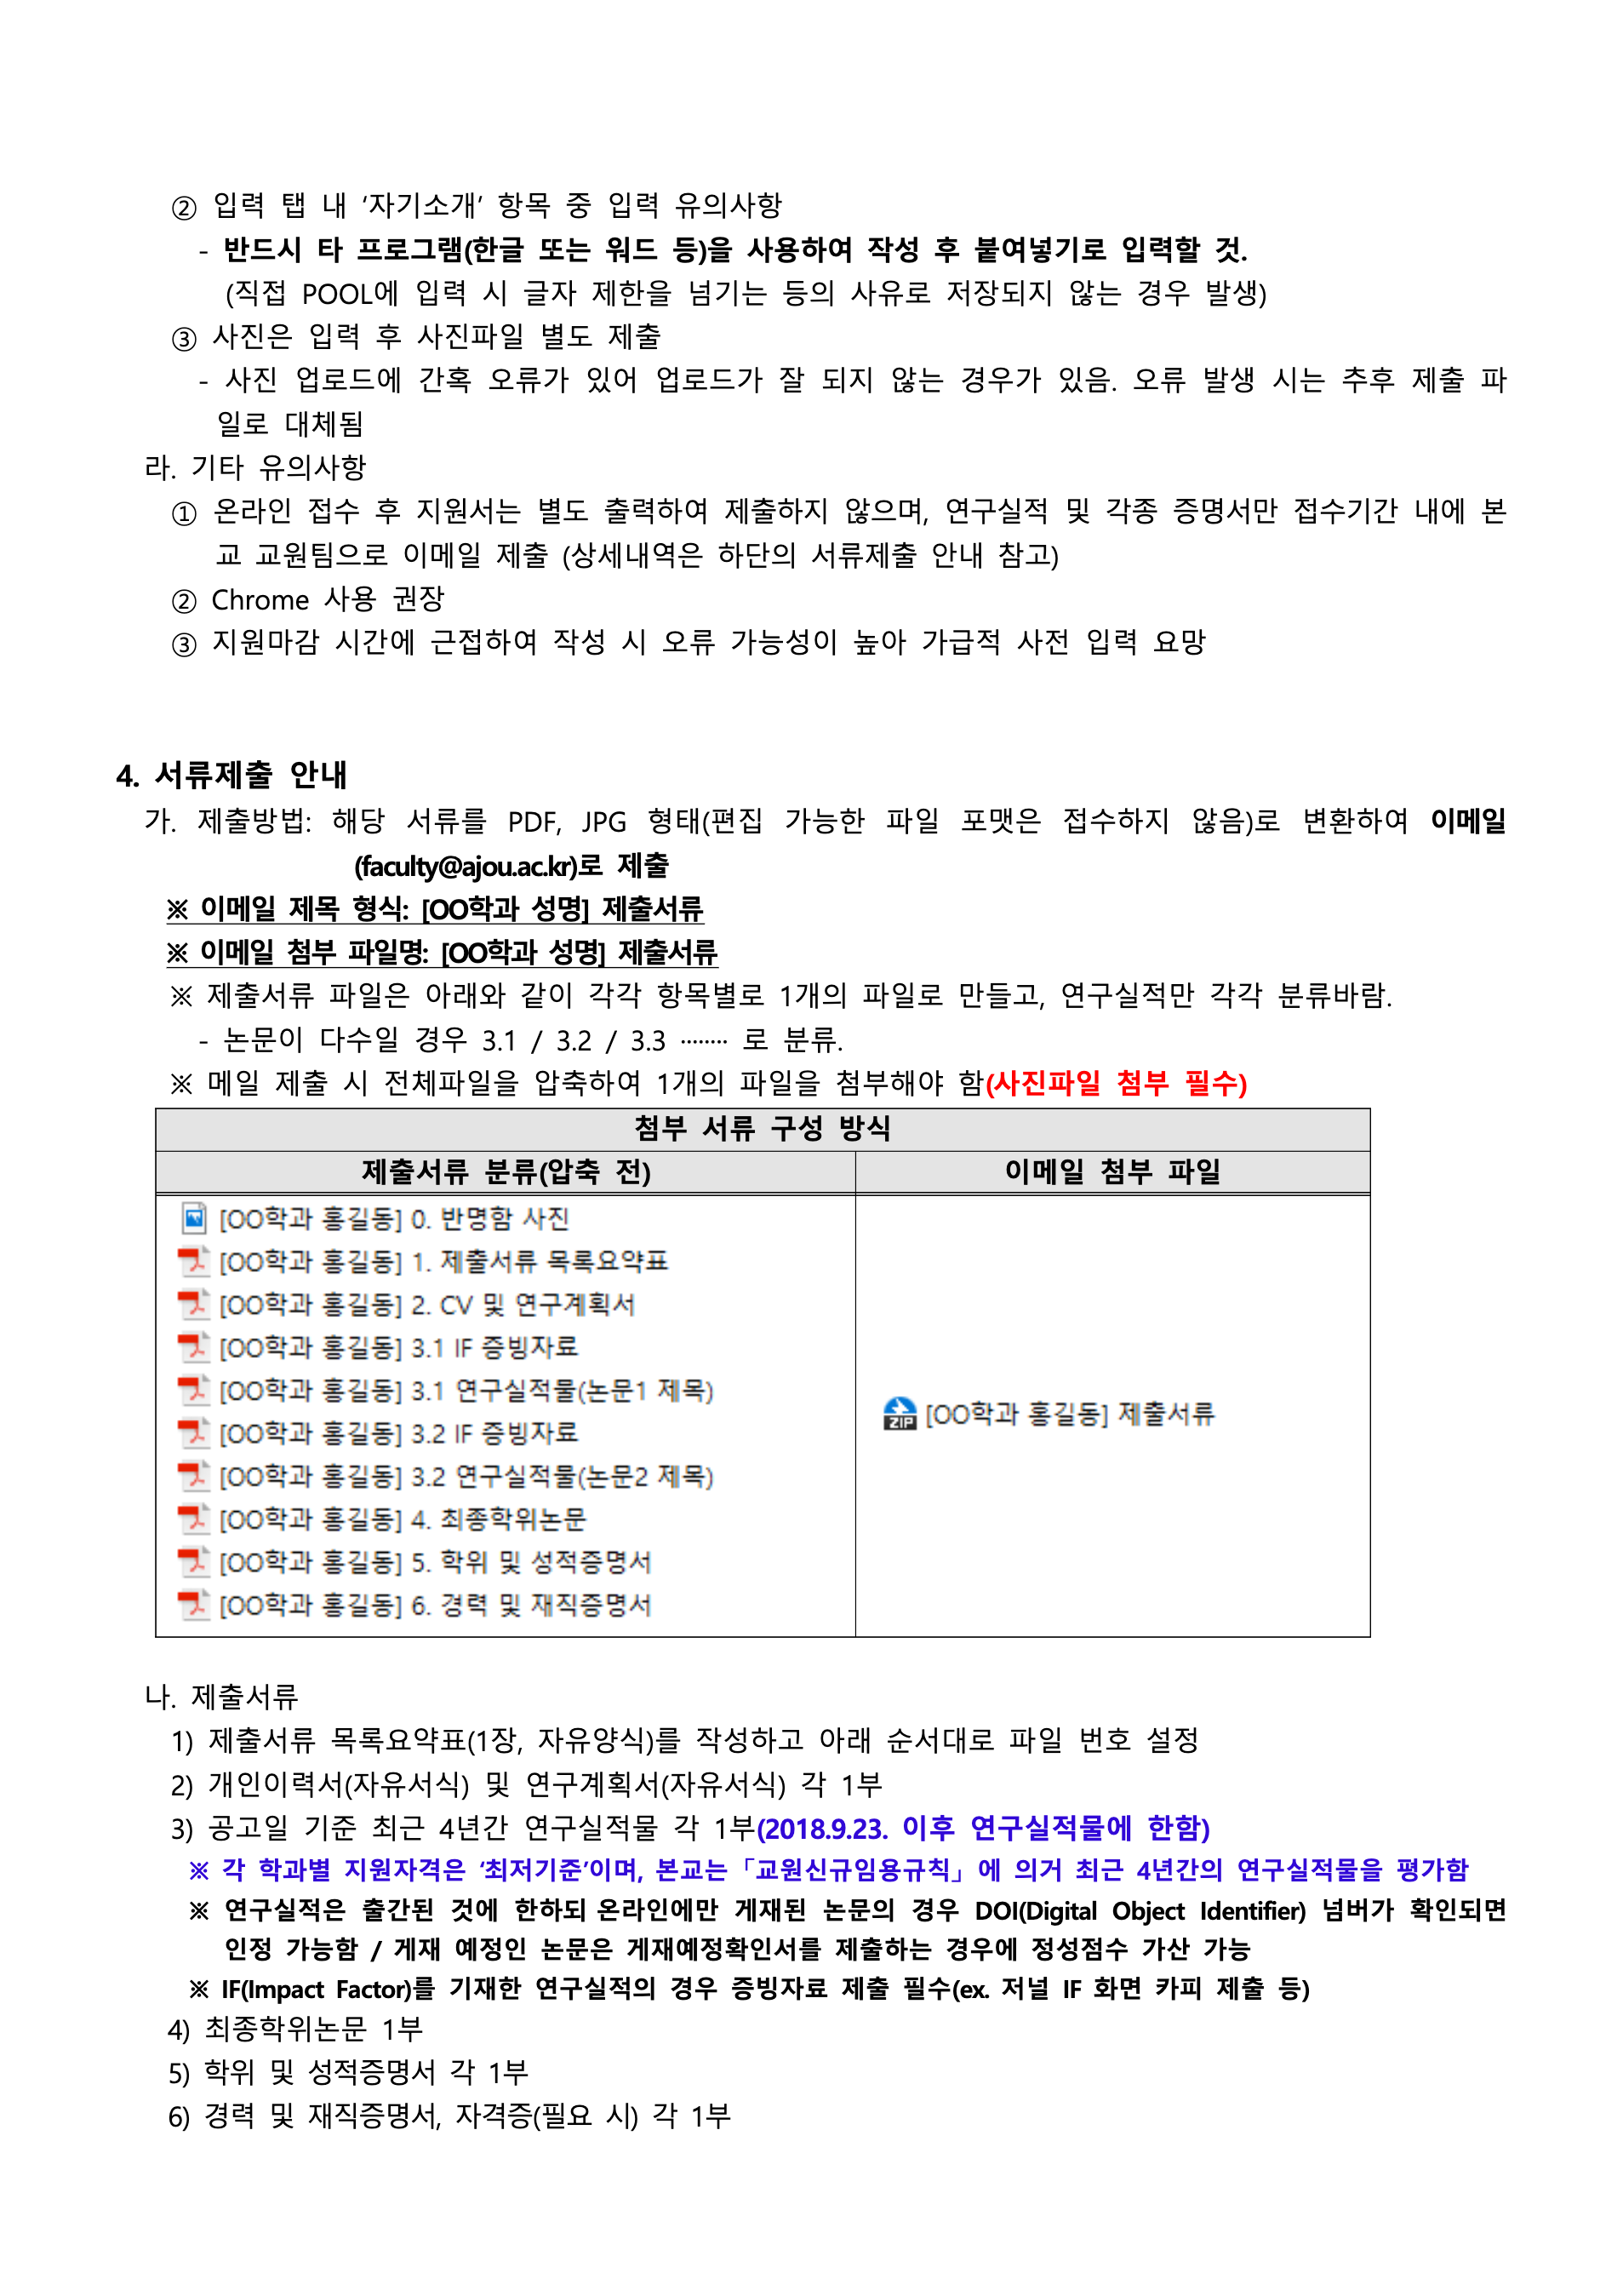 ② 입력 탭 내 ‘자기소개’ 항목 중 입력 유의사항
- 반드시 타 프로그램(한글 또는 워드 등)을 사용하여 작성 후 붙여넣기로 입력할 것.
(직접 POOL에 입력 시 글자 제한을 넘기는 등의 사유로 저장되지 않는 경우 발생)
③ 사진은 입력 후 사진파일 별도 제출
- 사진 업로드에 간혹 오류가 있어 업로드가 잘 되지 않는 경우가 있음. 오류 발생 시는 추후 제출 파
일로 대체됨
라. 기타 유의사항
① 온라인 접수 후 지원서는 별도 출력하여 제출하지 않으며, 연구실적 및 각종 증명서만 접수기간 내에 본
교 교원팀으로 이메일 제출 (상세내역은 하단의 서류제출 안내 참고)
② Chrome 사용 권장
③ 지원마감 시간에 근접하여 작성 시 오류 가능성이 높아 가급적 사전 입력 요망
4. 서류제출 안내
가. 제출방법: 해당 서류를 PDF, JPG 형태(편집 가능한 파일 포맷은 접수하지 않음)로 변환하여 이메일
(faculty@ajou.ac.kr)로 제출
※ 이메일 제목 형식: [OO학과 성명] 제출서류
※ 이메일 첨부 파일명: [OO학과 성명] 제출서류
※ 제출서류 파일은 아래와 같이 각각 항목별로 1개의 파일로 만들고, 연구실적만 각각 분류바람.
- 논문이 다수일 경우 3.1 / 3.2 / 3.3 ········ 로 분류.
※ 메일 제출 시 전체파일을 압축하여 1개의 파일을 첨부해야 함(사진파일 첨부 필수)
첨부 서류 구성 방식
제출서류 분류(압축 전) 이메일 첨부 파일
[OO학과 홍길동] 0. 반명함 사진
[OO학과 홍길동] 1. 제출서류 목록요약표
[OO학과 홍길동] 2. CV 및 연구계획서
[OO학과 홍길동] 3.1 IF 증빙자료
[OO학과 홍길동] 3.1 연구실적물(논문1 제목)
[OO학과 홍길동] 3.2 IF 증빙자료
[OO학과 홍길동] 3.2 연구실적물(논문2 제목)
[OO학과 홍길동] 4. 최종학위논문
[OO학과 홍길동] 5. 학위 및 성적증명서
[OO학과 홍길동] 6. 경력 및 재직증명서
ZIP [OO학과 홍길동] 제출서류
나. 제출서류
1) 제출서류 목록요약표(1장, 자유양식)를 작성하고 아래 순서대로 파일 번호 설정
2) 개인이력서(자유서식) 및 연구계획서(자유서식) 각 1부
3) 공고일 기준 최근 4년간 연구실적물 각 1부(2018.9.23. 이후 연구실적물에 한함)
※ 각 학과별 지원자격은 ‘최저기준’이며, 본교는「교원신규임용규칙」에 의거 최근 4년간의 연구실적물을 평가함
※ 연구실적은 출간된 것에 한하되 온라인에만 게재된 논문의 경우 DOI(Digital Object Identifier) 넘버가 확인되면
인정 가능함 / 게재 예정인 논문은 게재예정확인서를 제출하는 경우에 정성점수 가산 가능
※ IF(Impact Factor)를 기재한 연구실적의 경우 증빙자료 제출 필수(ex. 저널 IF 화면 카피 제출 등)
4) 최종학위논문 1부
5) 학위 및 성적증명서 각 1부
6) 경력 및 재직증명서, 자격증(필요 시) 각 1부